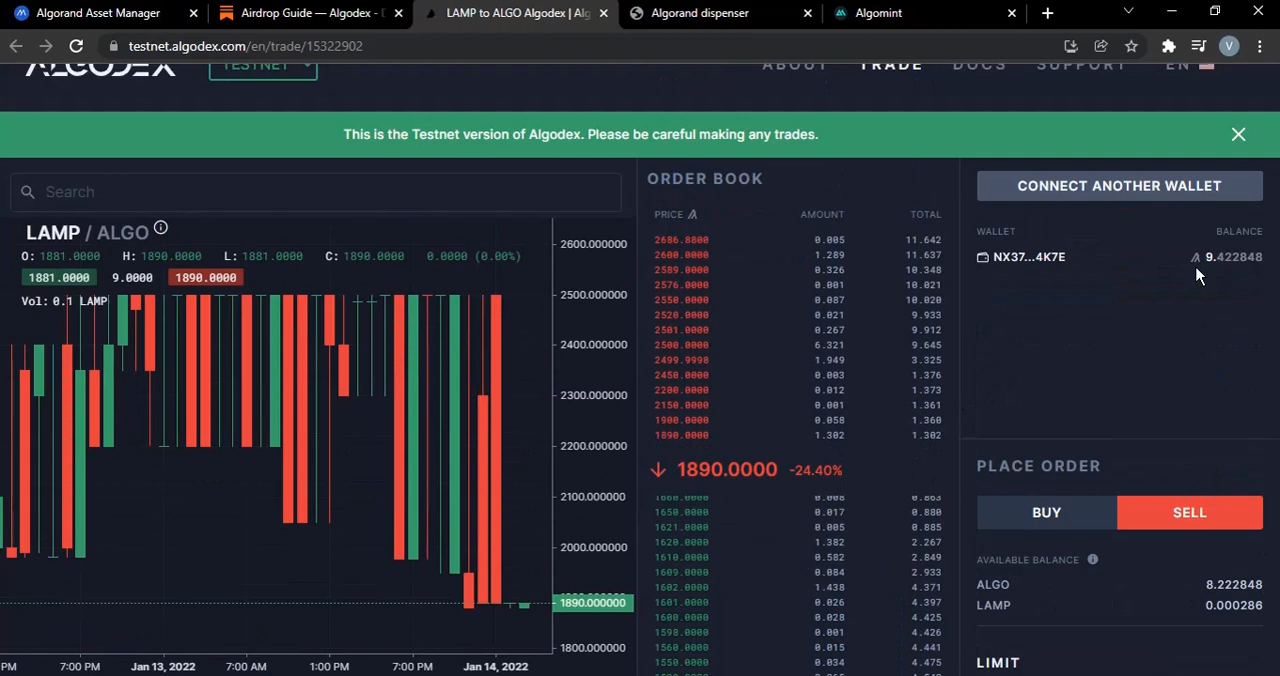 Algorand Asset Manager
Airdrop Guide — Algodex -
LAMP to ALGO Algodex | Alg
Algorand dispenser
Algomint
testnet.algodex.com/en/trade/15322902
V
ALGODEX
TESTNET
ABOUT
TRADE
DOCS
SUPPORT
EN
This is the Testnet version of Algodex. Please be careful making any trades.
Search
LAMP / ALGO
O: 1881.0000 H: 1890.0000 L: 1881.0000 C: 1890.0000 0.0000 (0.00%)
1881.0000 9.0000 1890.0000
Vol: 0.1 LAMP
2600.000000
2500.000000
2400.000000
2300.000000
2200.000000
2100.000000
2000.000000
1890.000000
1800.000000
PM 7:00 PM Jan 13, 2022 7:00 AM 1:00 PM 7:00 PM Jan 14, 2022
ORDER BOOK
PRICE AMOUNT TOTAL
2686.8800 0.005 11.642
2600.0000 1.289 11.637
2589.0000 0.326 10.348
2576.0000 0.001 10.021
2550.0000 0.087 10.020
2520.0000 0.021 9.933
2501.0000 0.267 9.912
2500.0000 6.321 9.645
2499.9998 1.949 3.325
2450.0000 0.003 1.376
2200.0000 0.012 1.373
2150.0000 0.001 1.361
1900.0000 0.058 1.360
1890.0000 1.302 1.302
1890.0000 -24.40%
1660.0000 0.008 0.863
1650.0000 0.017 0.880
1621.0000 0.005 0.885
1620.0000 1.382 2.267
1610.0000 0.582 2.849
1609.0000 0.084 2.933
1602.0000 1.438 4.371
1601.0000 0.026 4.397
1600.0000 0.028 4.425
1598.0000 0.001 4.426
1560.0000 0.015 4.441
1550.0000 0.034 4.475
CONNECT ANOTHER WALLET
WALLET BALANCE
NX37...4K7E 9.422848
PLACE ORDER
BUY SELL
AVAILABLE BALANCE
ALGO 8.222848
LAMP 0.000286
LIMIT